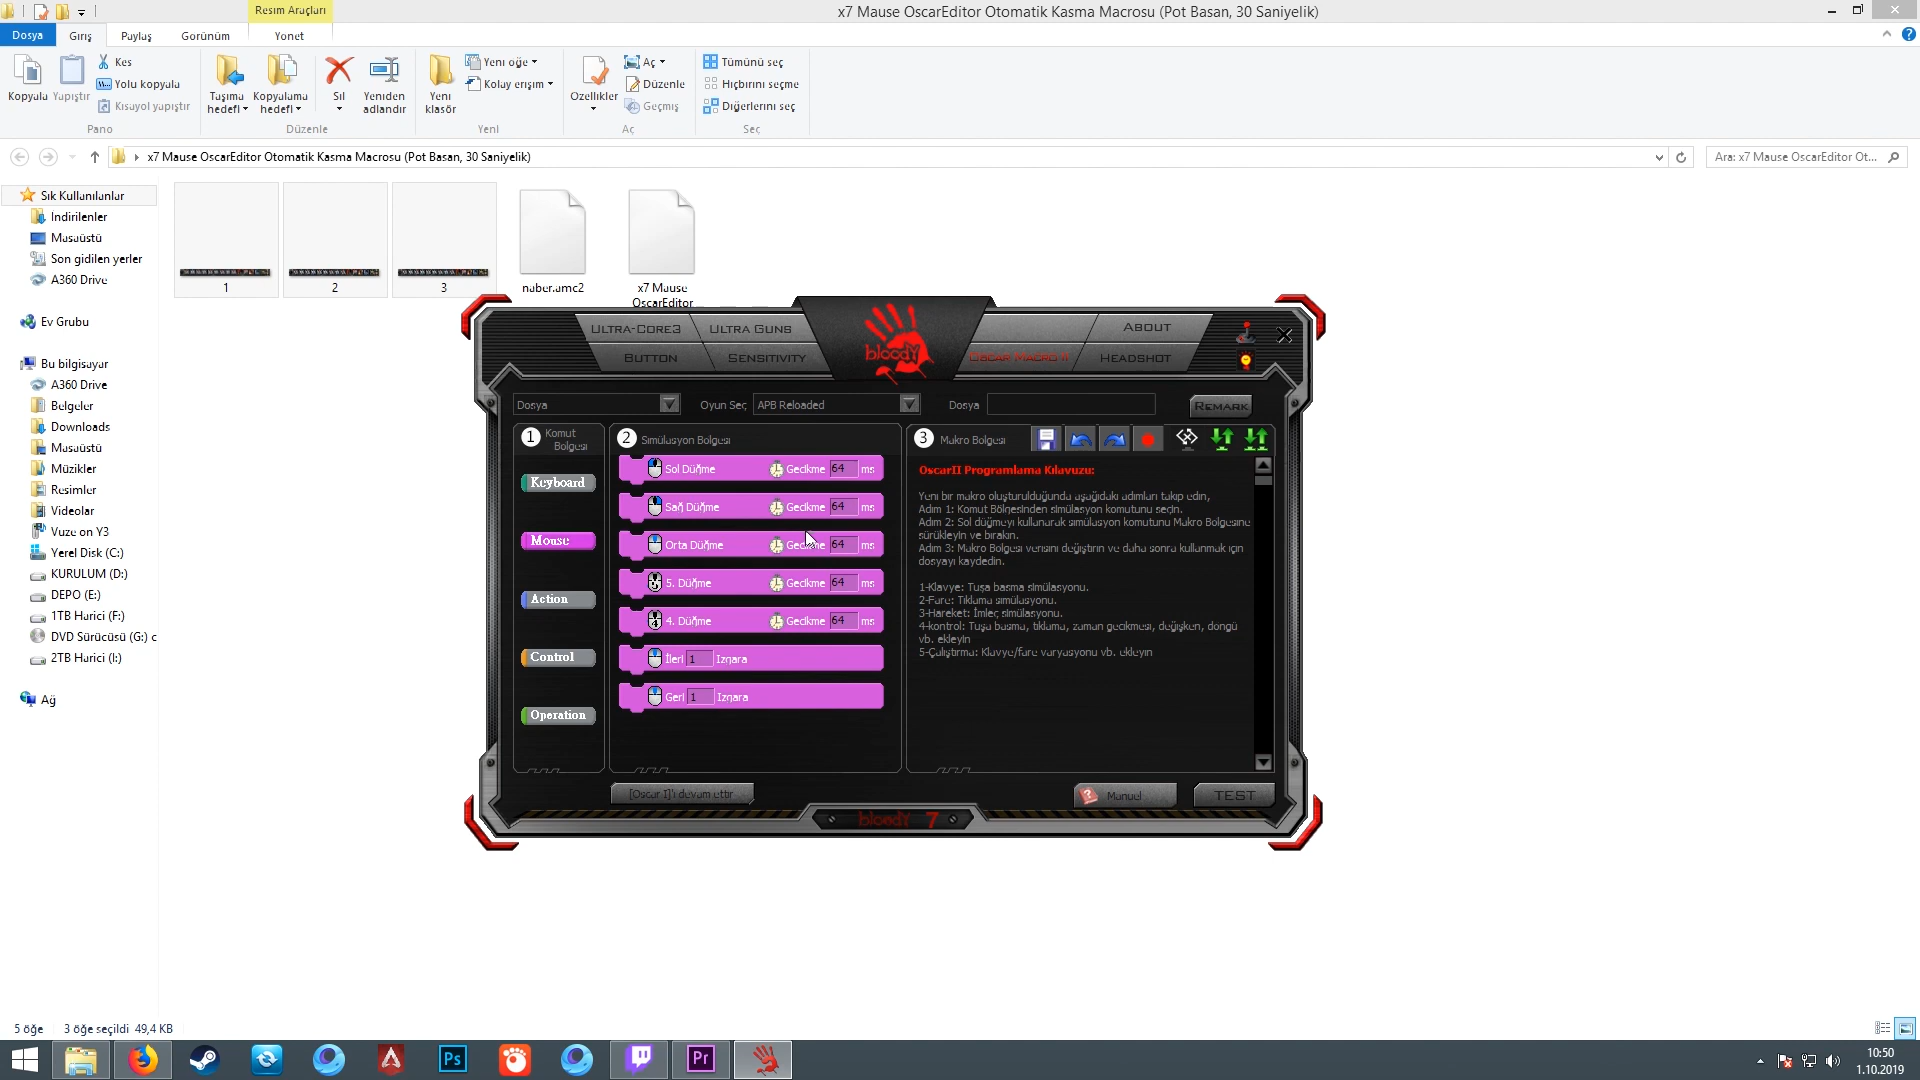 Resim Araçları
x7 Mause OscarEditor Otomatik Kasma Macrosu (Pot Basan, 30 Saniyelik)
Dosya
Giriş
Paylaş
Görünüm
Yönet
Kopyala
Yapıştır
Kes
Yolu kopyala
Kısayol yapıştır
Pano
Taşıma hedefi
Kopyalama hedefi
Sil
Yeniden adlandır
Düzenle
Yeni klasör
Yeni öğe
Kolay erişim
Yeni
Özellikler
Aç
Düzenle
Geçmiş
Aç
Tümünü seç
Hiçbirini seçme
Diğerlerini seç
Seç
x7 Mause OscarEditor Otomatik Kasma Macrosu (Pot Basan, 30 Saniyelik)
Ara: x7 Mause OscarEditor Ot...
Sık Kullanılanlar
İndirilenler
Masaüstü
Son gidilen yerler
A360 Drive
Ev Grubu
Bu bilgisayar
A360 Drive
Belgeler
Downloads
Masaüstü
Müzikler
Resimler
Videolar
Vuze on Y3
Yerel Disk (C:)
KURULUM (D:)
DEPO (E:)
1TB Harici (F:)
DVD Sürücüsü (G:) c
2TB Harici (I:)
Ağ
1
2
3
naber.amc2
x7 Mause
OscarEditor
Ultra-Core3
Ultra Guns
Button
Sensitivity
bloody
About
Oscar Macro II
Headshot
Dosya
Oyun Seç
APB Reloaded
Dosya
Remark
1 Komut Bölgesi
2 Simülasyon Bölgesi
3 Makro Bölgesi
Keyboard
Mouse
Action
Control
Operation
Sol Düğme Gecikme 64 ms
Sağ Düğme Gecikme 64 ms
Orta Düğme Gecikme 64 ms
5. Düğme Gecikme 64 ms
4. Düğme Gecikme 64 ms
İleri 1 Izgara
Geri 1 Izgara
OscarII Programlama Kılavuzu:
Yeni bir makro oluşturulduğunda aşağıdaki adımları takip edin,
Adım 1: Komut Bölgesinden simülasyon komutunu seçin.
Adım 2: Sol düğmeyi kullanarak simülasyon komutunu Makro Bölgesine
sürükleyin ve bırakın.
Adım 3: Makro Bölgesi verisini değiştirin ve daha sonra kullanmak için
dosyayı kaydedin.
1-Klavye: Tuşa basma simülasyonu.
2-Fare: Tıklama simülasyonu.
3-Hareket: İmleç simülasyonu.
4-kontrol: Tuşa basma, tıklama, zaman gecikmesi, değişken, döngü
vb. ekleyin
5-Çalıştırma: Klavye/fare varyasyonu vb. ekleyin
[Oscar I]'i devam ettir
Manuel
TEST
bloody 7
5 öğe
3 öğe seçildi 49,4 KB
Ps
Pr
10:50
1.10.2019